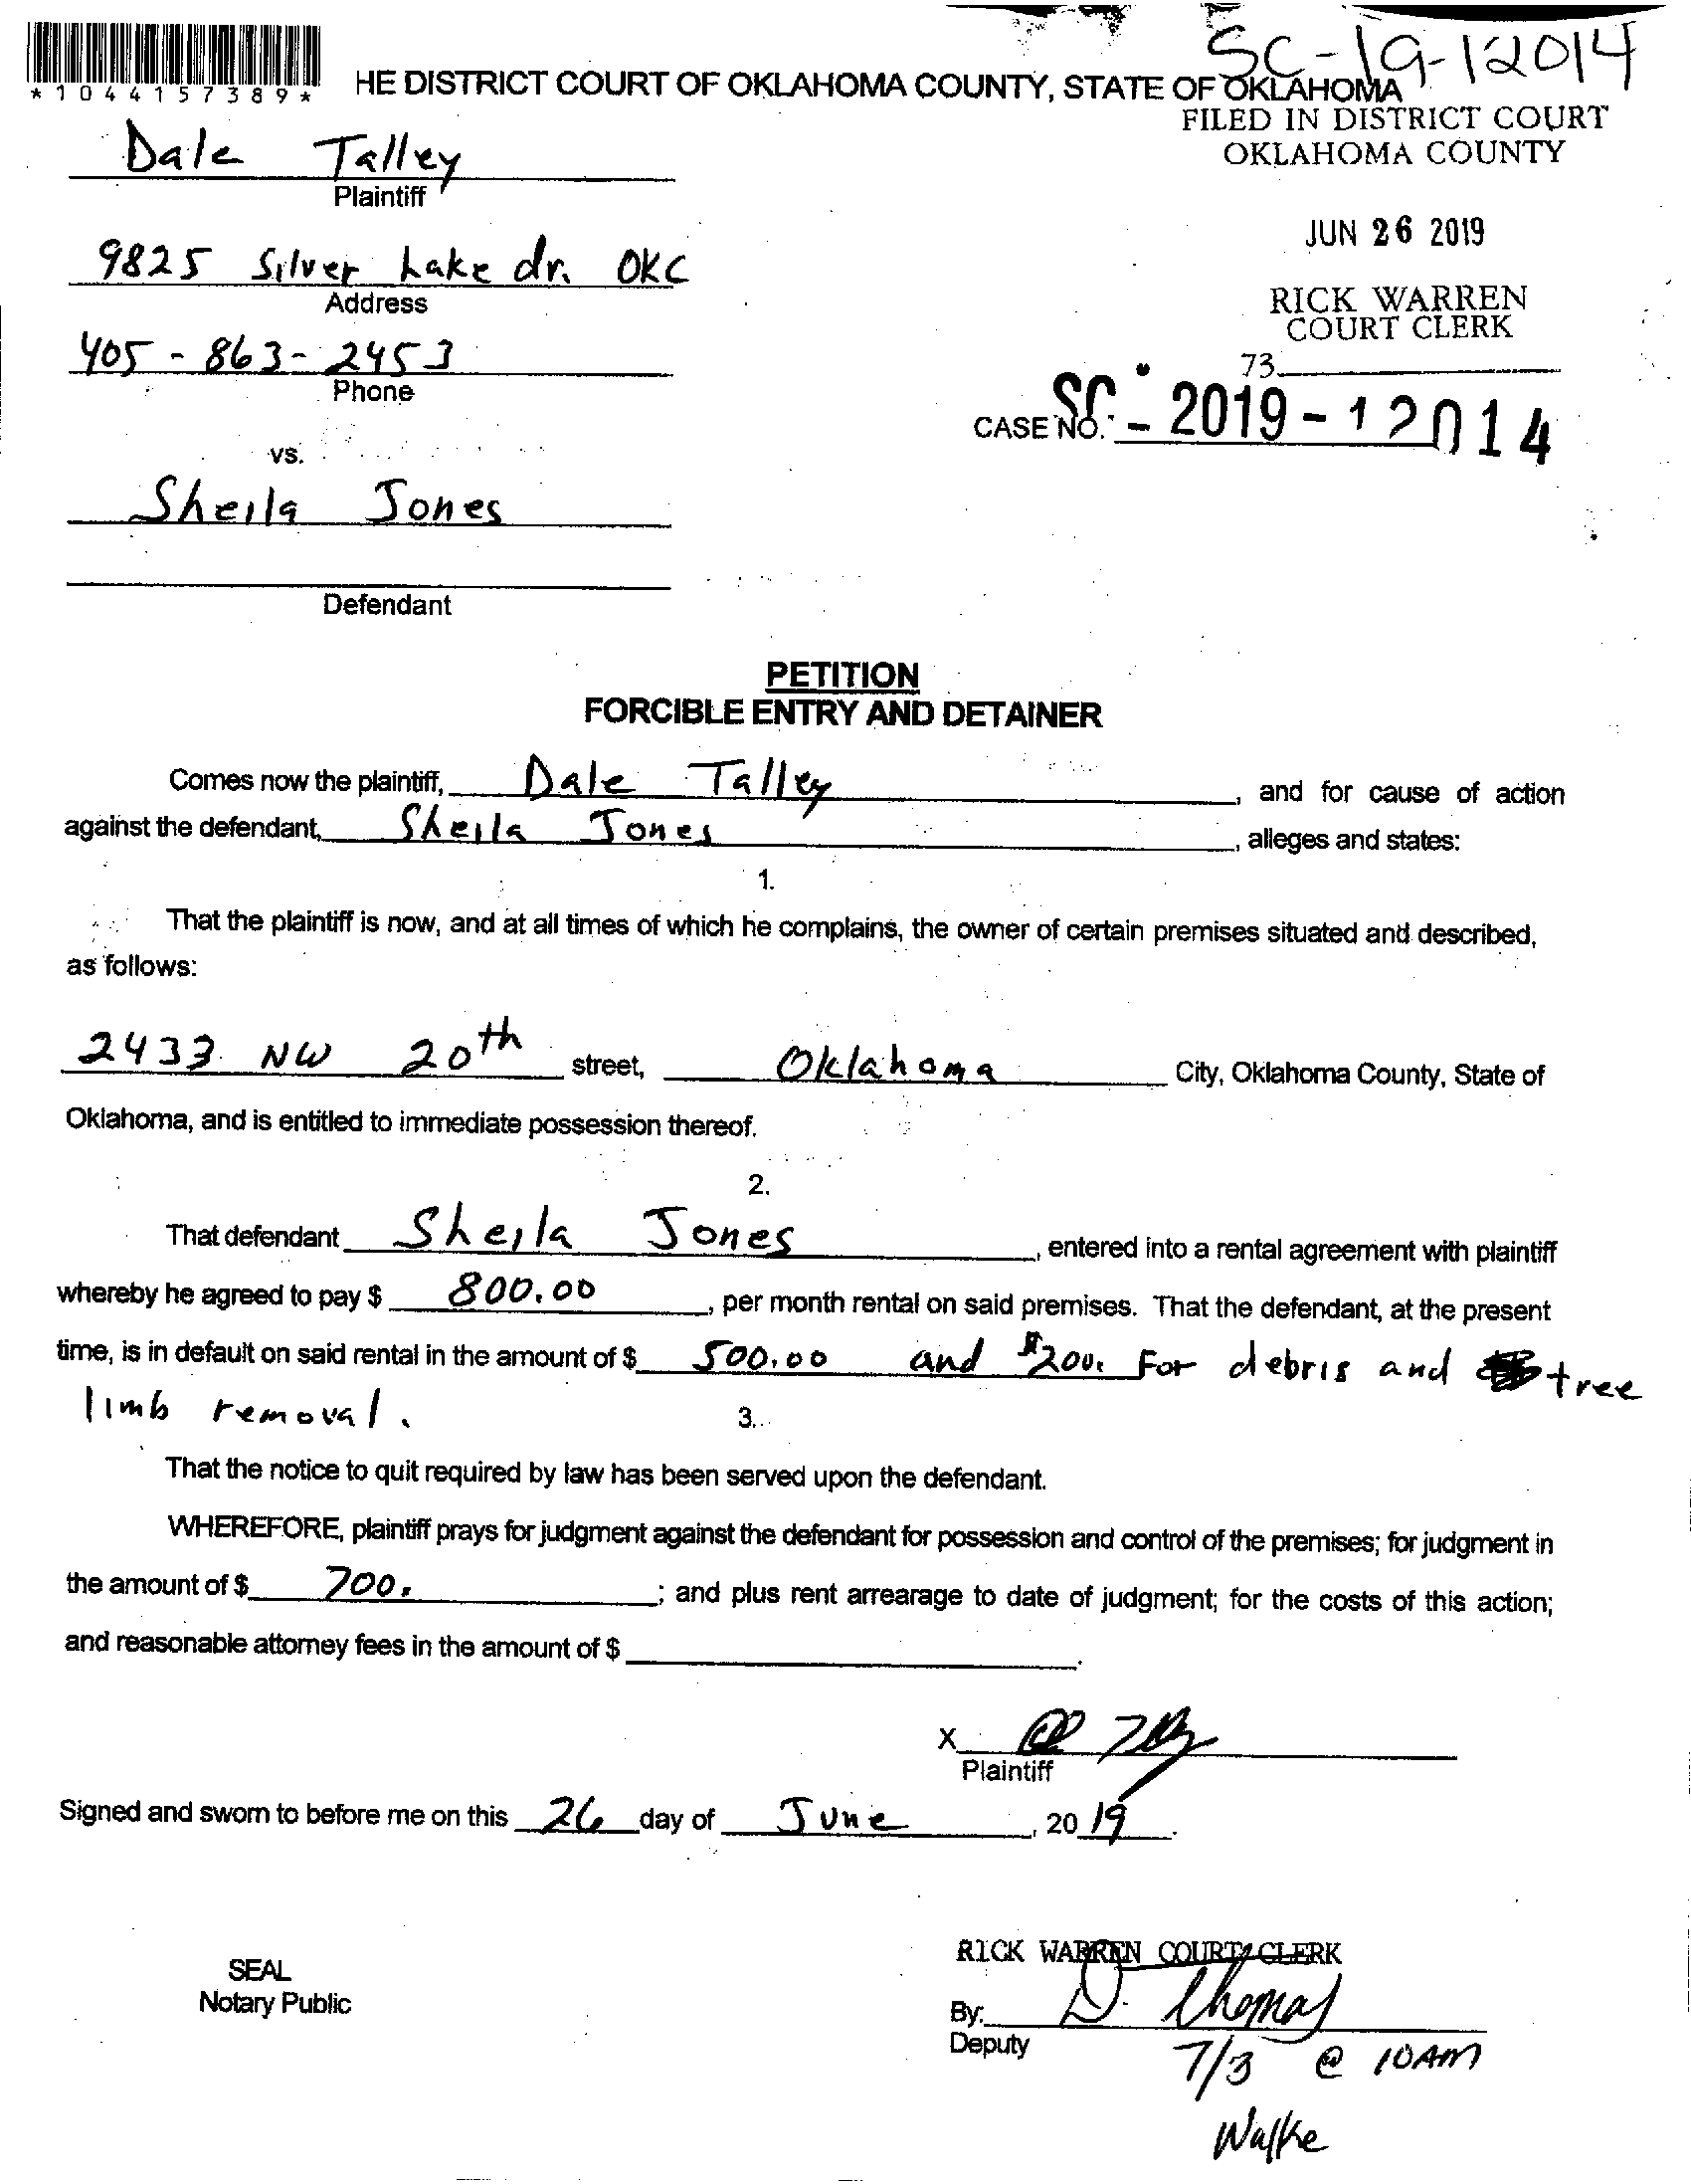 SC-19-12014
*1044157389*
HE DISTRICT COURT OF OKLAHOMA COUNTY, STATE OF OKLAHOMA
FILED IN DISTRICT COURT
OKLAHOMA COUNTY
Dale Talley
Plaintiff
JUN 26 2019
9825 Silver Lake dr. OKC
Address
RICK WARREN
COURT CLERK
405-863-2453
Phone
73
CASE NO. SC - 2019 - 12014
vs.
Sheila Jones
Defendant
PETITION
FORCIBLE ENTRY AND DETAINER
Comes now the plaintiff, Dale Talley, and for cause of action
against the defendant, Sheila Jones, alleges and states:
1.
That the plaintiff is now, and at all times of which he complains, the owner of certain premises situated and described,
as follows:
2433 NW 20th street, Oklahoma City, Oklahoma County, State of
Oklahoma, and is entitled to immediate possession thereof.
2.
That defendant Sheila Jones, entered into a rental agreement with plaintiff
whereby he agreed to pay $ 800.00, per month rental on said premises. That the defendant, at the present
time, is in default on said rental in the amount of $ 500.00 and $200. For debris and tree
limb removal.
3.
That the notice to quit required by law has been served upon the defendant.
WHEREFORE, plaintiff prays for judgment against the defendant for possession and control of the premises; for judgment in
the amount of $ 700. ; and plus rent arrearage to date of judgment; for the costs of this action;
and reasonable attorney fees in the amount of $ .
X
Plaintiff
Signed and sworn to before me on this 26 day of June, 20 19.
RICK WARREN COURT CLERK
SEAL
Notary Public
By: D. Thomas
Deputy
7/3 @ 10AM
Walke